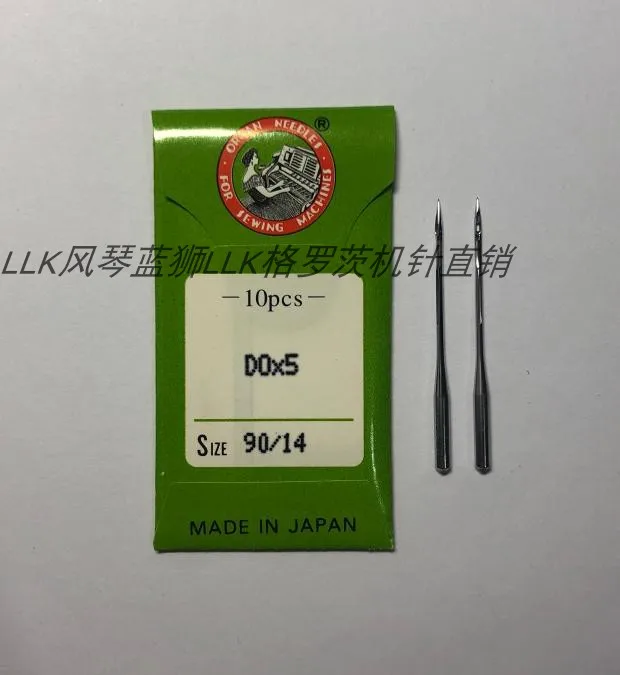 ORGAN NEEDLES
®
· FOR SEWING MACHINES ·
LLK风琴蓝狮LLK格罗茨机针直销
—10pcs—
DOx5
SIZE 90/14
MADE IN JAPAN